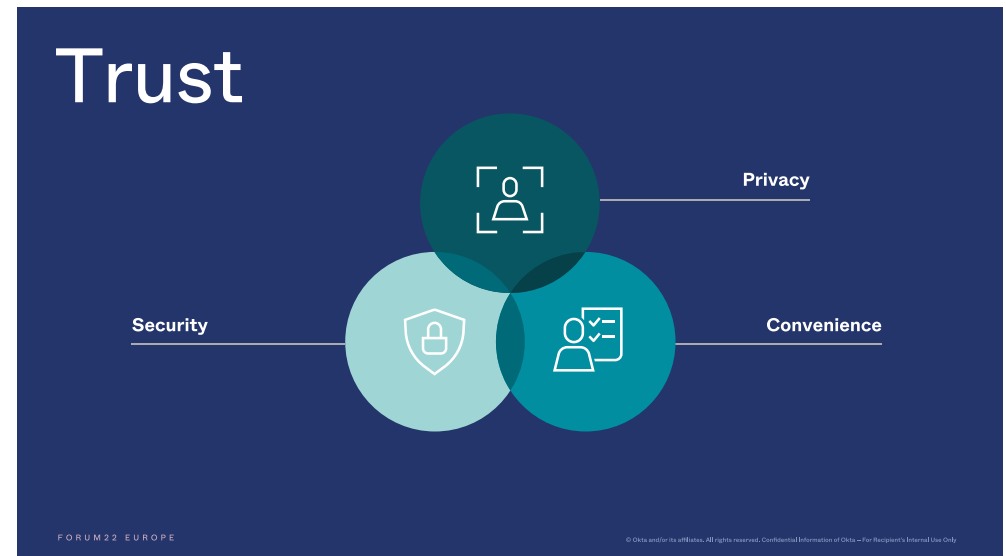 Trust
Privacy
Security
Convenience
FORUM22 EUROPE
© Okta and/or its affiliates. All rights reserved. Confidential Information of Okta – For Recipient's Internal Use Only